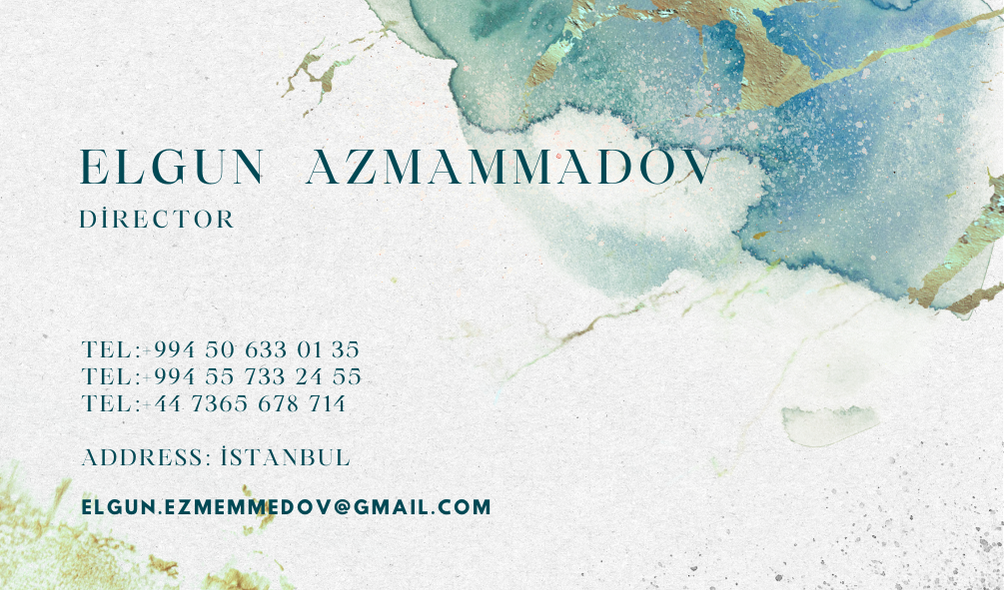 ELGUN AZMAMMADOV
DİRECTOR
TEL:+994 50 633 01 35
TEL:+994 55 733 24 55
TEL:+44 7365 678 714
ADDRESS: İSTANBUL
ELGUN.EZMEMMEDOV@GMAIL.COM